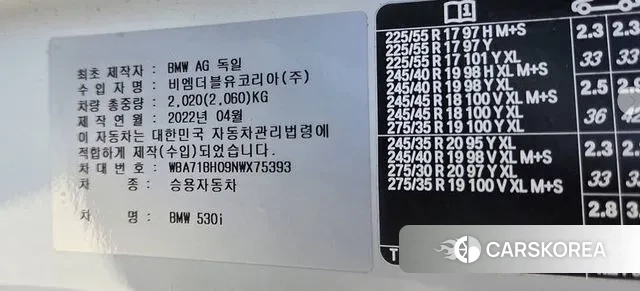 최초 제작자 : BMW AG 독일
수 입 자 명 : 비엠더블유코리아(주)
차량 총중량 : 2,020(2,060)KG
제 작 연 월 : 2022년 04월
이 자동차는 대한민국 자동차관리법령에
적합하게 제작(수입)되었습니다.
차 대 번 호 : WBA71BH09NWX75393
차 종 : 승용자동차
차 명 : BMW 530i
1
225/55 R 17 97 H M+S
225/55 R 17 97 Y
225/55 R 17 101 Y XL
245/40 R 19 98 H XL M+S
245/40 R 19 98 Y XL
245/45 R 18 100 V XL M+S
245/45 R 18 100 Y XL
275/35 R 19 100 Y XL
245/35 R 20 95 Y XL
245/40 R 19 98 V XL M+S
275/30 R 20 97 Y XL
275/35 R 19 100 V XL M+S
2.3
33 33
2.5
36
2.3
33
2.8
CARSKOREA